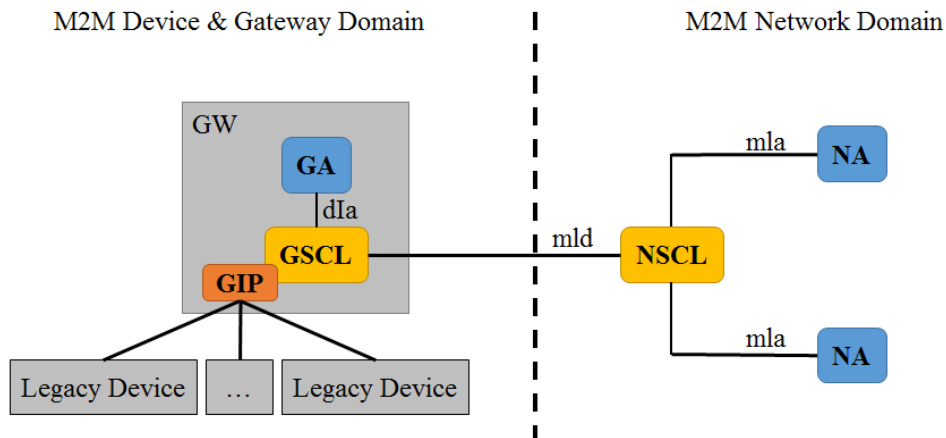 M2M Device & Gateway Domain
M2M Network Domain
GW
GA
dIa
GSCL
GIP
mld
NSCL
mla
NA
mla
NA
Legacy Device
...
Legacy Device